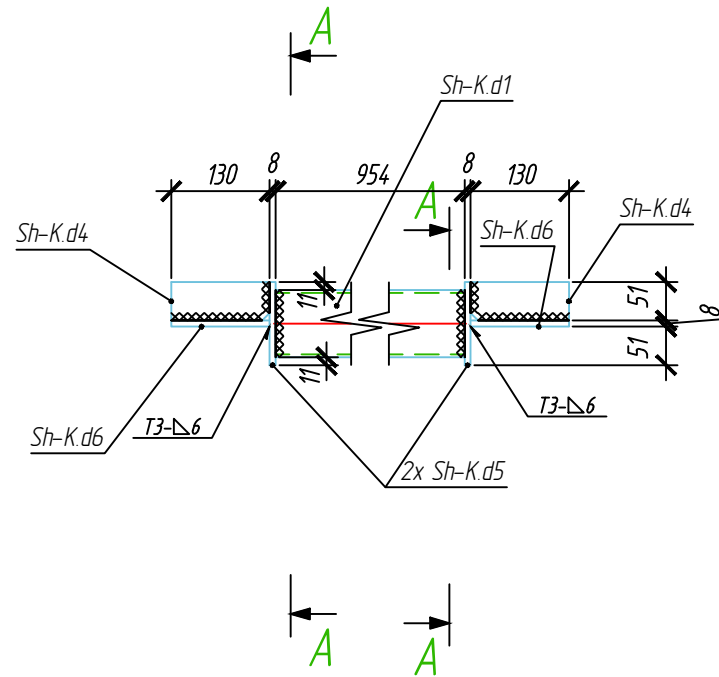 A
Sh-K.d1
130
8
954
8
130
A
Sh-K.d4
Sh-K.d4
Sh-K.d6
11
51
8
11
51
T3-⊿6
T3-⊿6
Sh-K.d6
2x Sh-K.d5
A
A